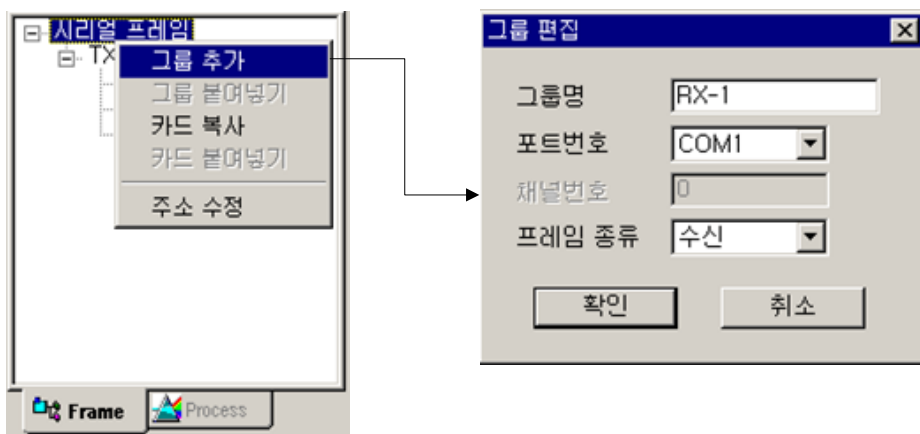 시리얼 프레임
TX
그룹 추가
그룹 붙여넣기
카드 복사
카드 붙여넣기
주소 수정
Frame
Process
그룹 편집
그룹명
RX-1
포트번호
COM1
채널번호
0
프레임 종류
수신
확인
취소